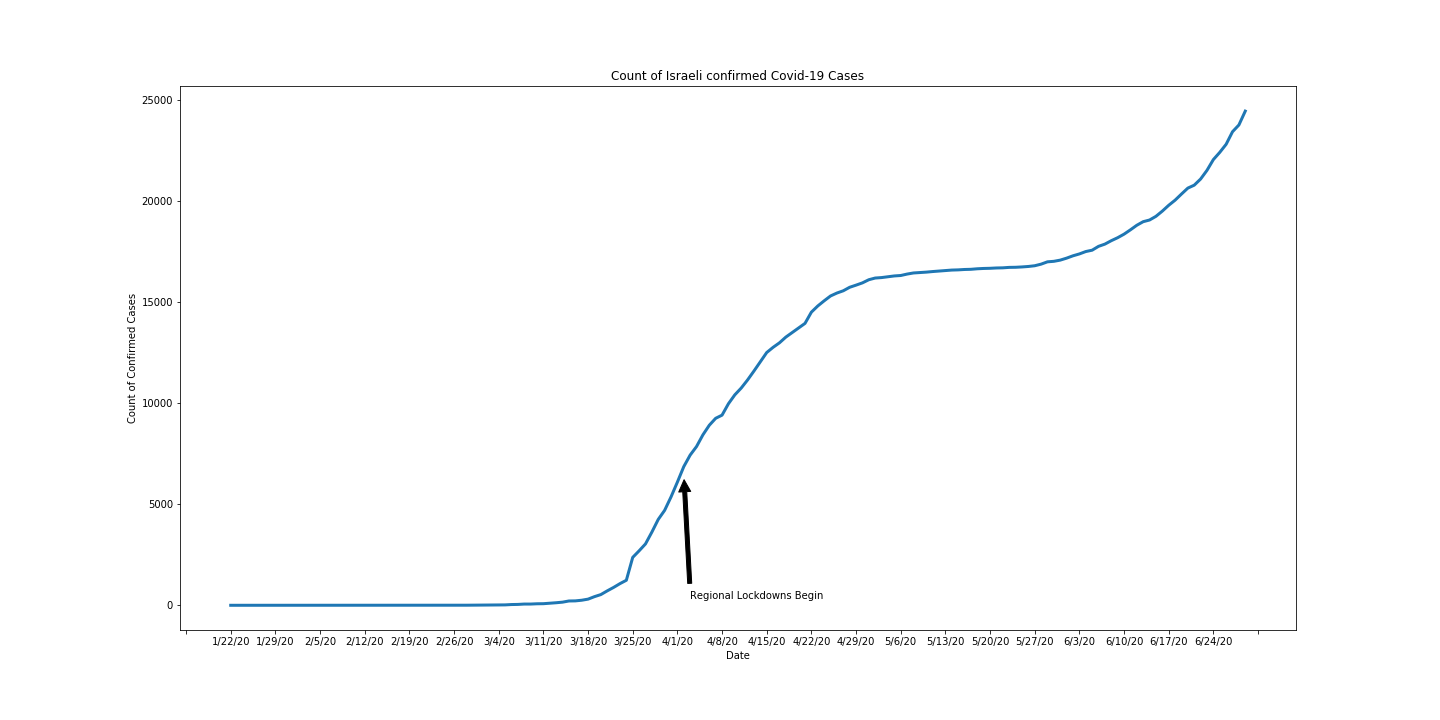 Count of Israeli confirmed Covid-19 Cases
25000
20000
15000
10000
5000
0
Count of Confirmed Cases
Regional Lockdowns Begin
1/22/20 1/29/20 2/5/20 2/12/20 2/19/20 2/26/20 3/4/20 3/11/20 3/18/20 3/25/20 4/1/20 4/8/20 4/15/20 4/22/20 4/29/20 5/6/20 5/13/20 5/20/20 5/27/20 6/3/20 6/10/20 6/17/20 6/24/20
Date